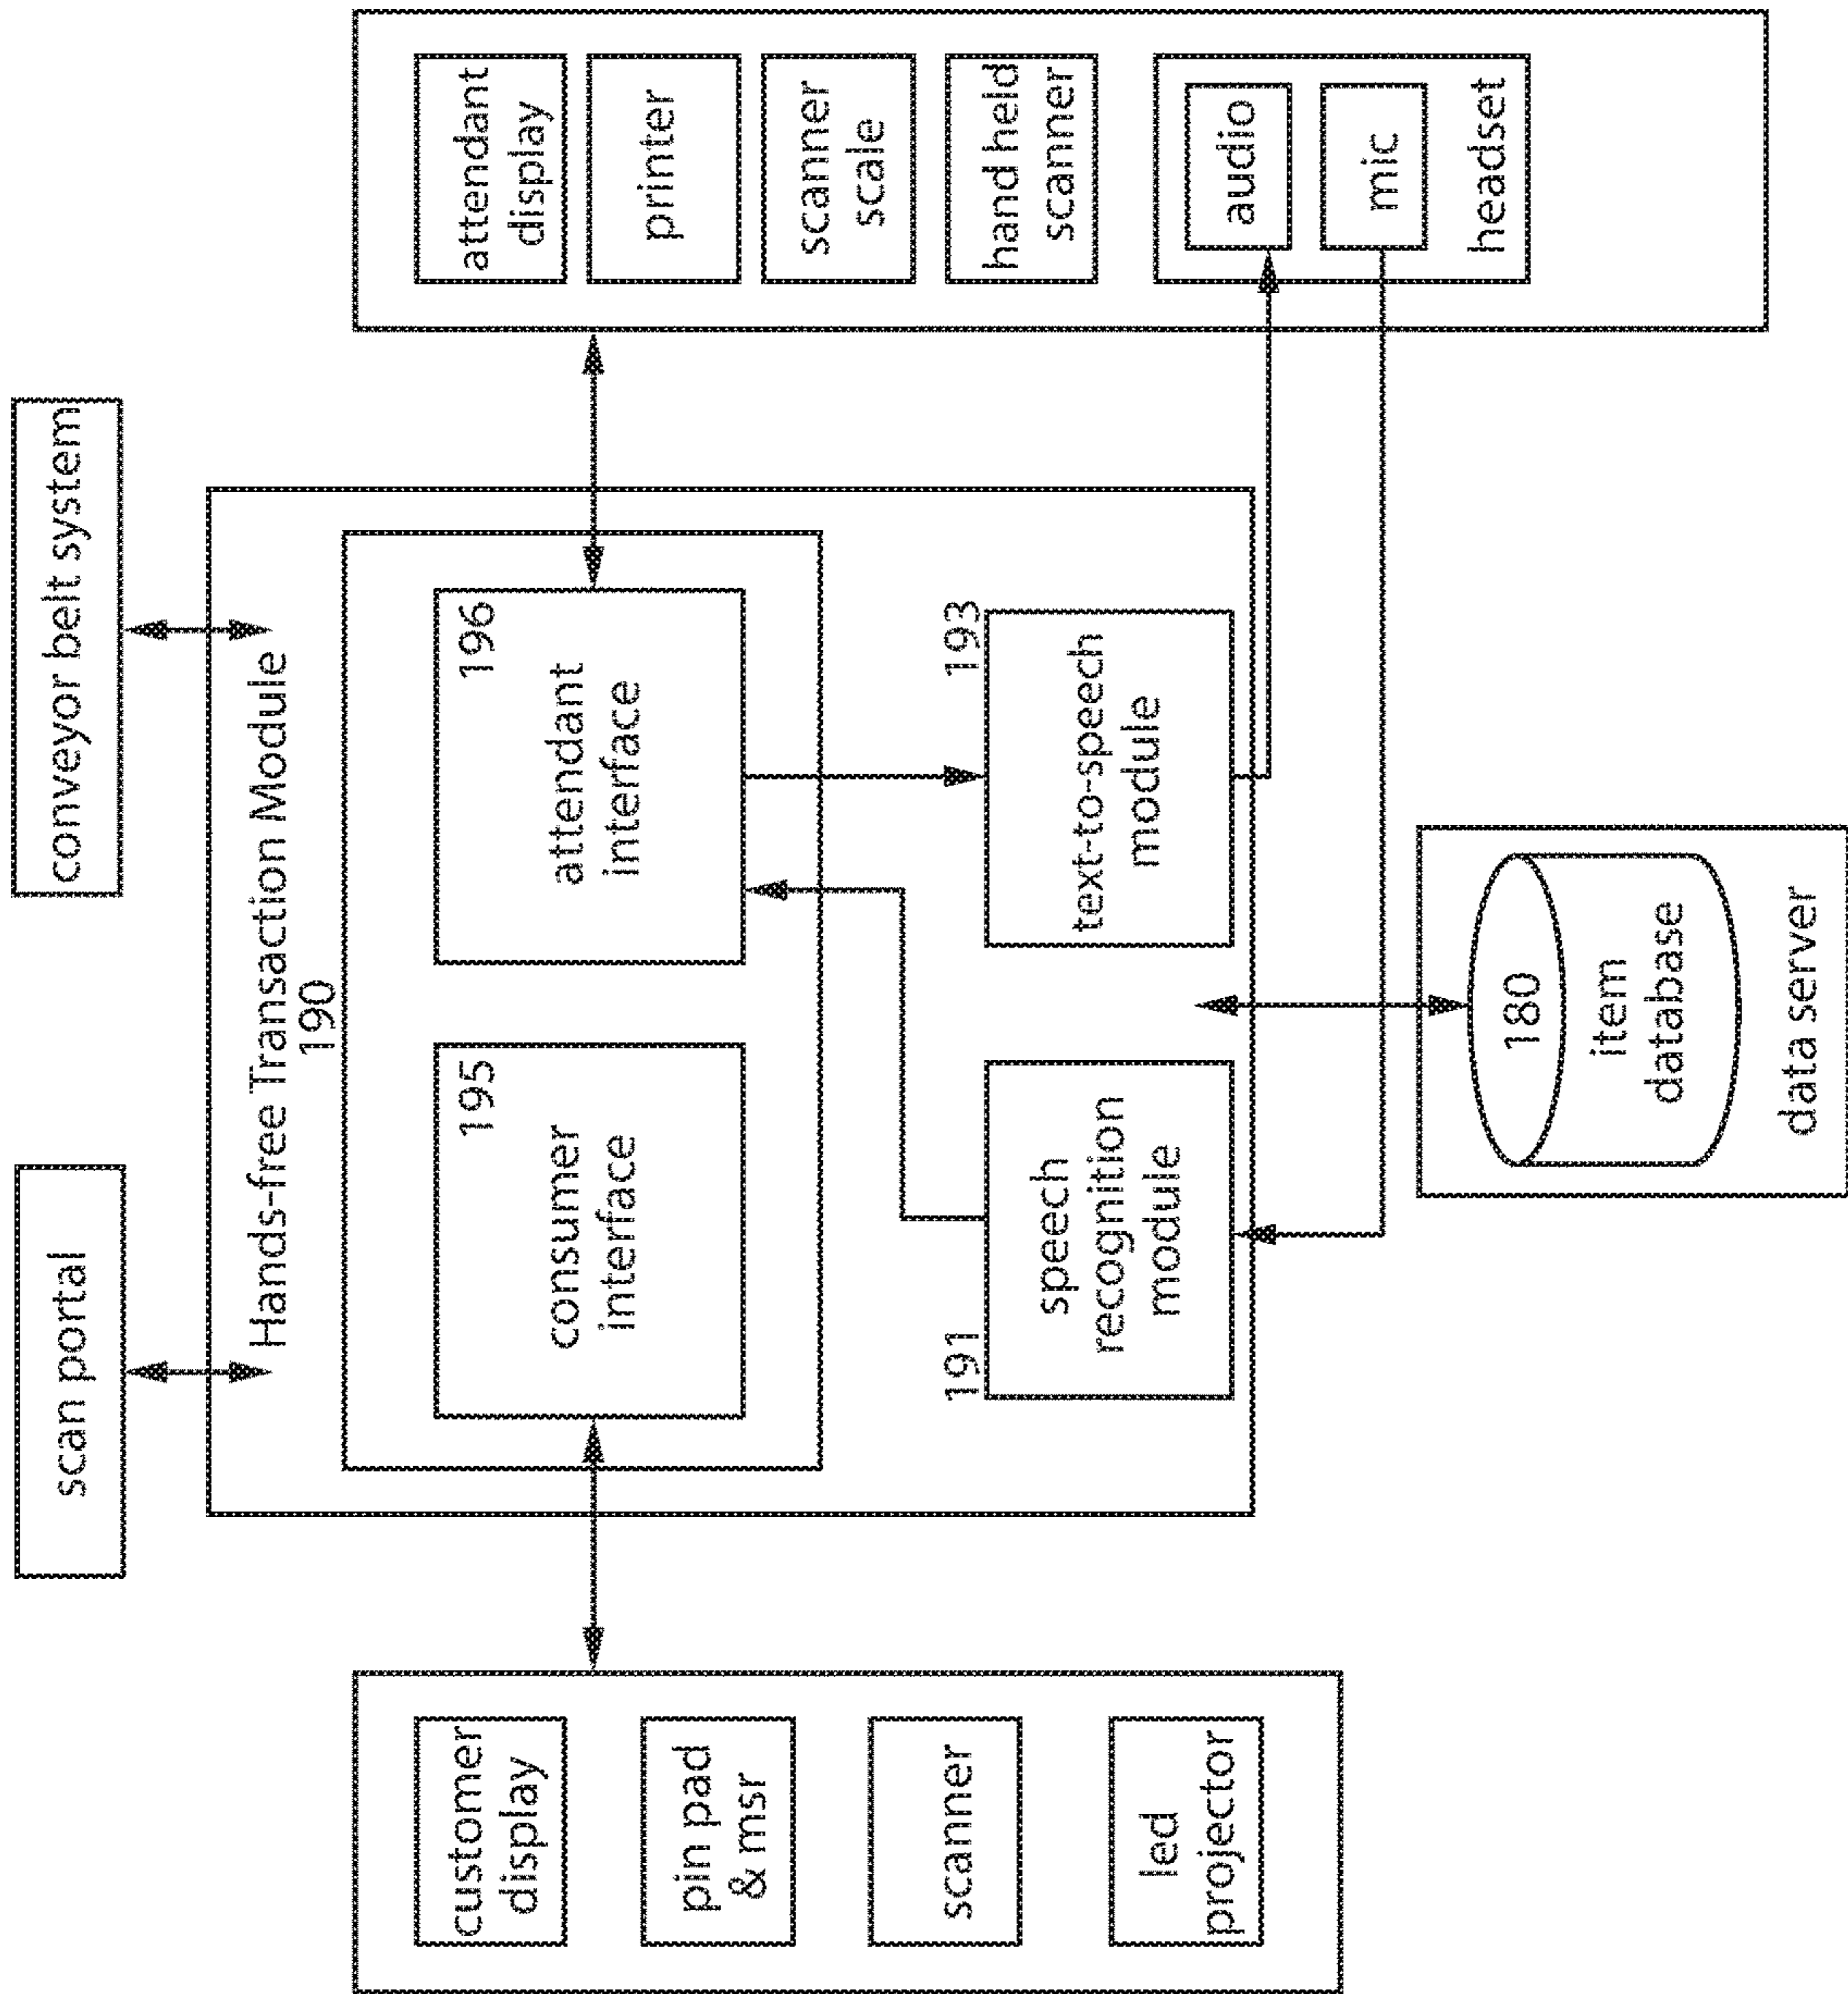 scan portal
conveyor belt system
Hands-free Transaction Module
190
195
consumer
interface
196
attendant
interface
191
speech
recognition
module
193
text-to-speech
module
180
item
database
data server
customer
display
pin pad
& msr
scanner
led
projector
attendant
display
printer
scanner
scale
hand held
scanner
audio
mic
headset